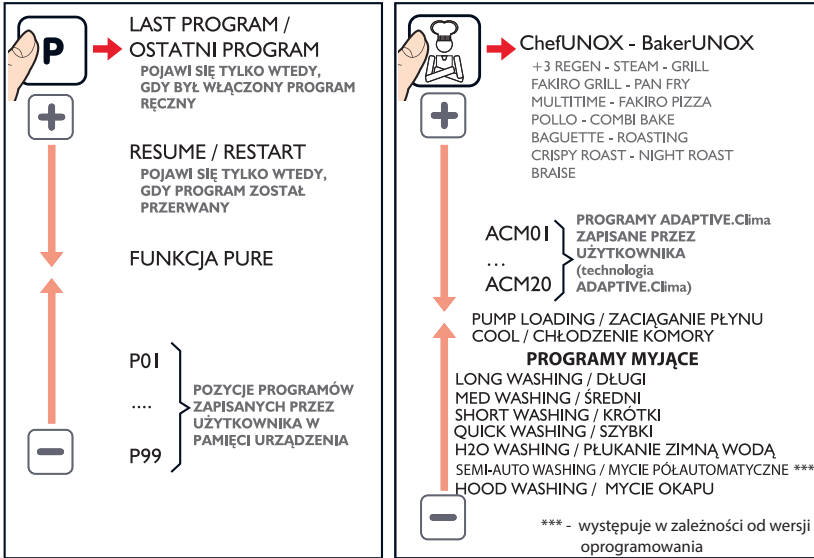 P
LAST PROGRAM /
OSTATNI PROGRAM
POJAWI SIĘ TYLKO WTEDY,
GDY BYŁ WŁĄCZONY PROGRAM
RĘCZNY
RESUME / RESTART
POJAWI SIĘ TYLKO WTEDY,
GDY PROGRAM ZOSTAŁ
PRZERWANY
FUNKCJA PURE
P01
....
P99
POZYCJE PROGRAMÓW
ZAPISANYCH PRZEZ
UŻYTKOWNIKA W
PAMIĘCI URZĄDZENIA
ChefUNOX - BakerUNOX
+3 REGEN - STEAM - GRILL
FAKIRO GRILL - PAN FRY
MULTITIME - FAKIRO PIZZA
POLLO - COMBI BAKE
BAGUETTE - ROASTING
CRISPY ROAST - NIGHT ROAST
BRAISE
ACM01
...
ACM20
PROGRAMY ADAPTIVE.Clima
ZAPISANE PRZEZ
UŻYTKOWNIKA
(technologia
ADAPTIVE.Clima)
PUMP LOADING / ZACIĄGANIE PŁYNU
COOL / CHŁODZENIE KOMORY
PROGRAMY MYJĄCE
LONG WASHING / DŁUGI
MED WASHING / ŚREDNI
SHORT WASHING / KRÓTKI
QUICK WASHING / SZYBKI
H2O WASHING / PŁUKANIE ZIMNĄ WODĄ
SEMI-AUTO WASHING / MYCIE PÓŁAUTOMATYCZNE ***
HOOD WASHING / MYCIE OKAPU
*** - występuje w zależności od wersji
oprogramowania